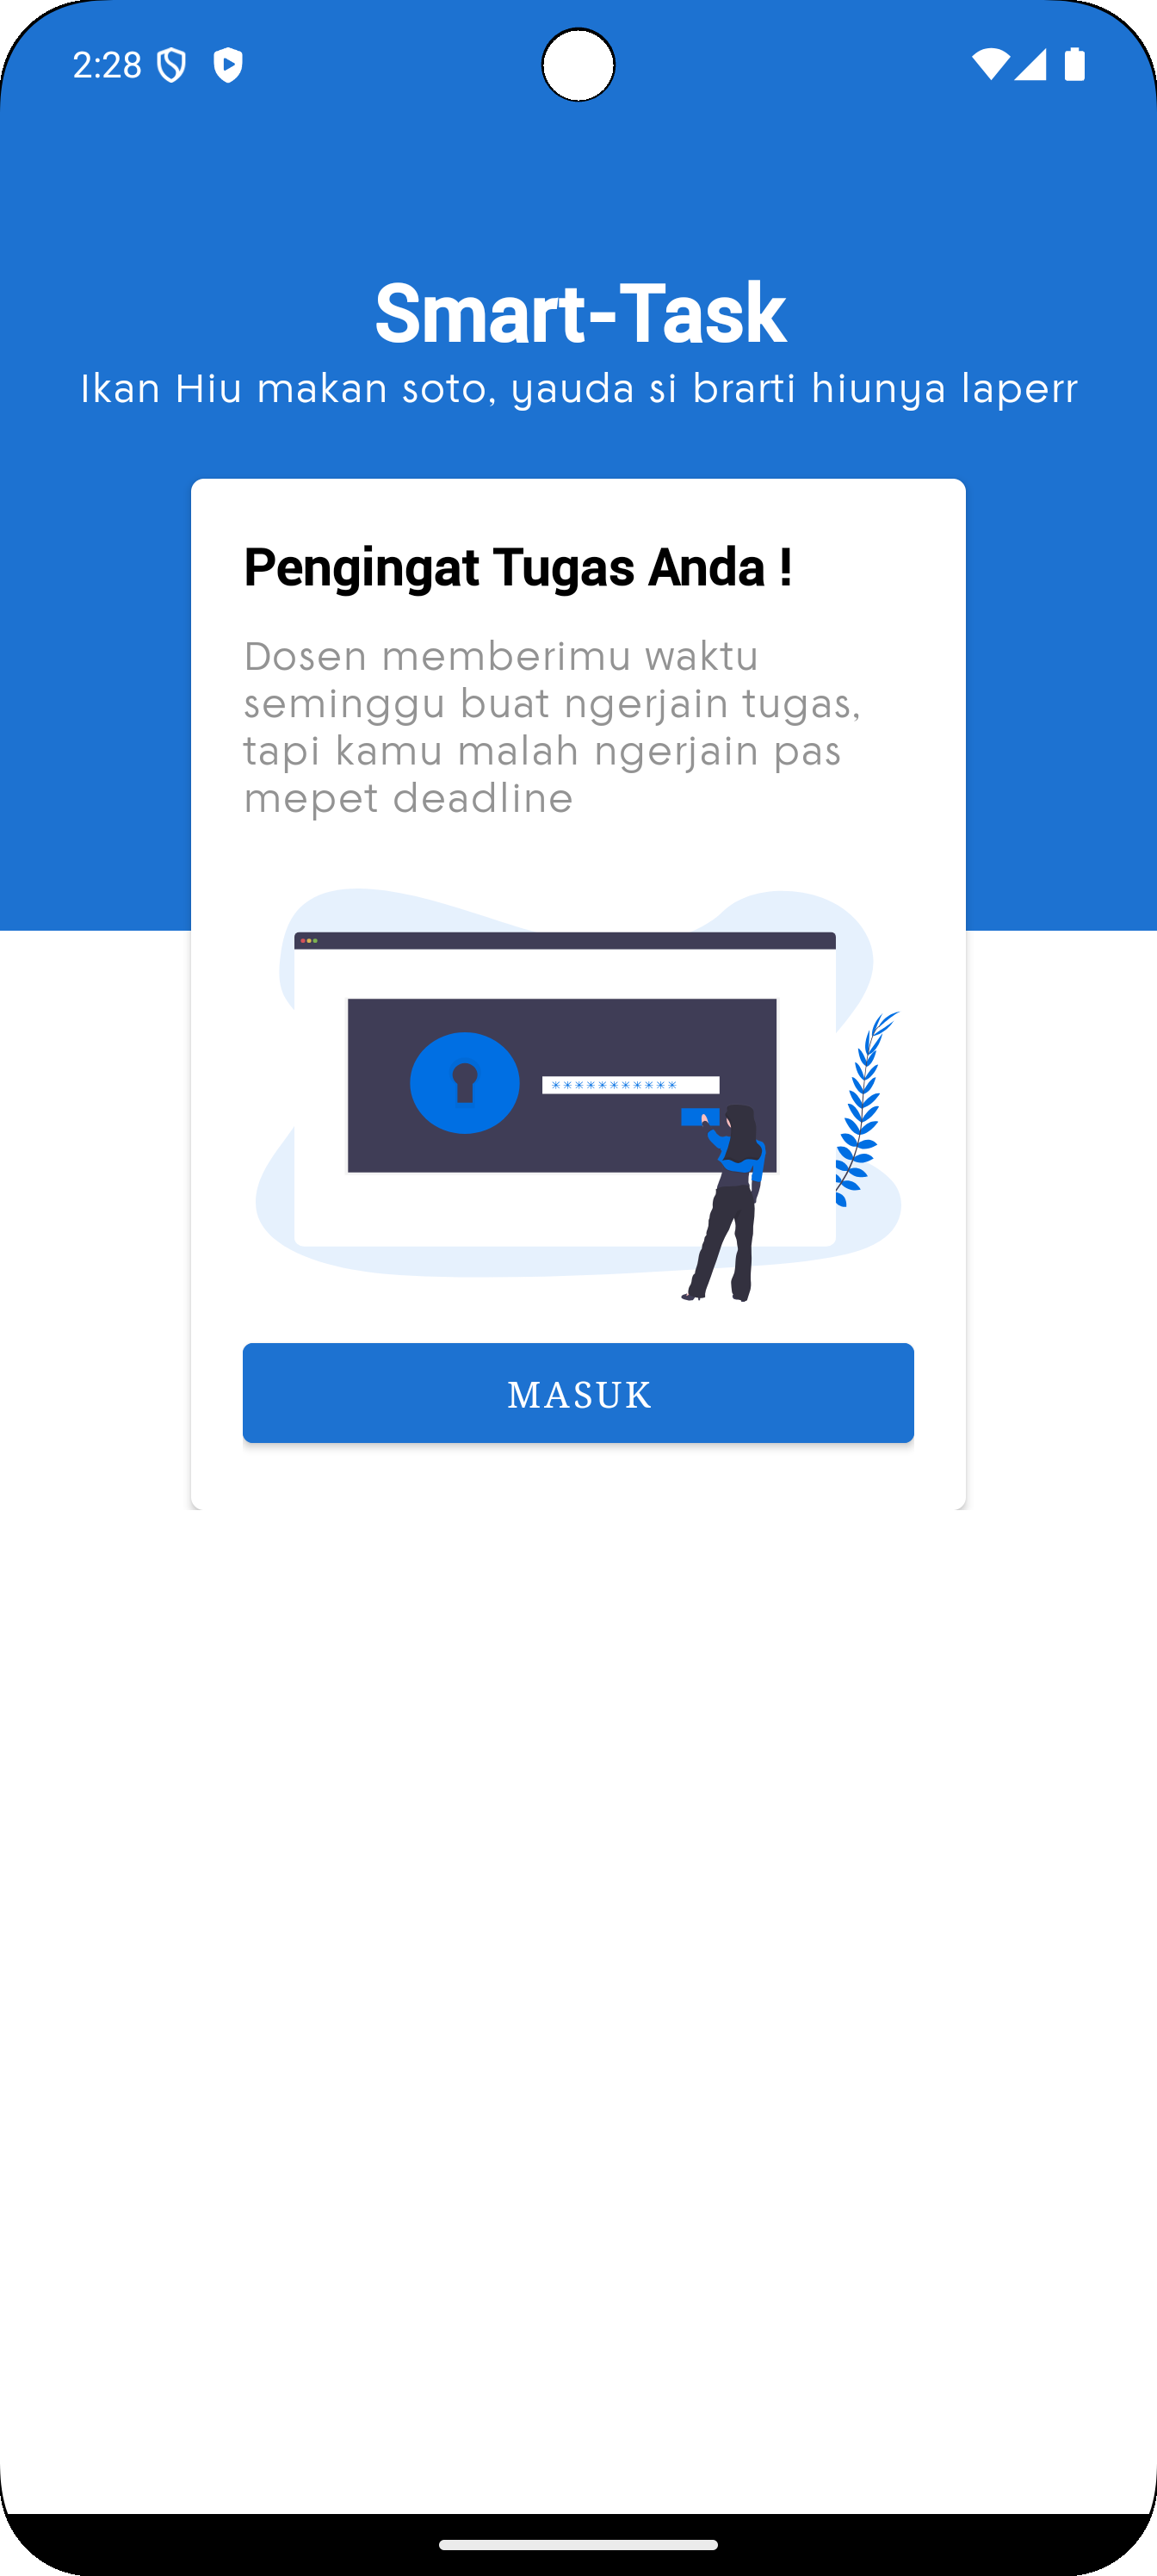 2:28
Smart-Task
Ikan Hiu makan soto, yauda si brarti hiunya laperr
Pengingat Tugas Anda !
Dosen memberimu waktu
seminggu buat ngerjain tugas,
tapi kamu malah ngerjain pas
mepet deadline
***********
MASUK